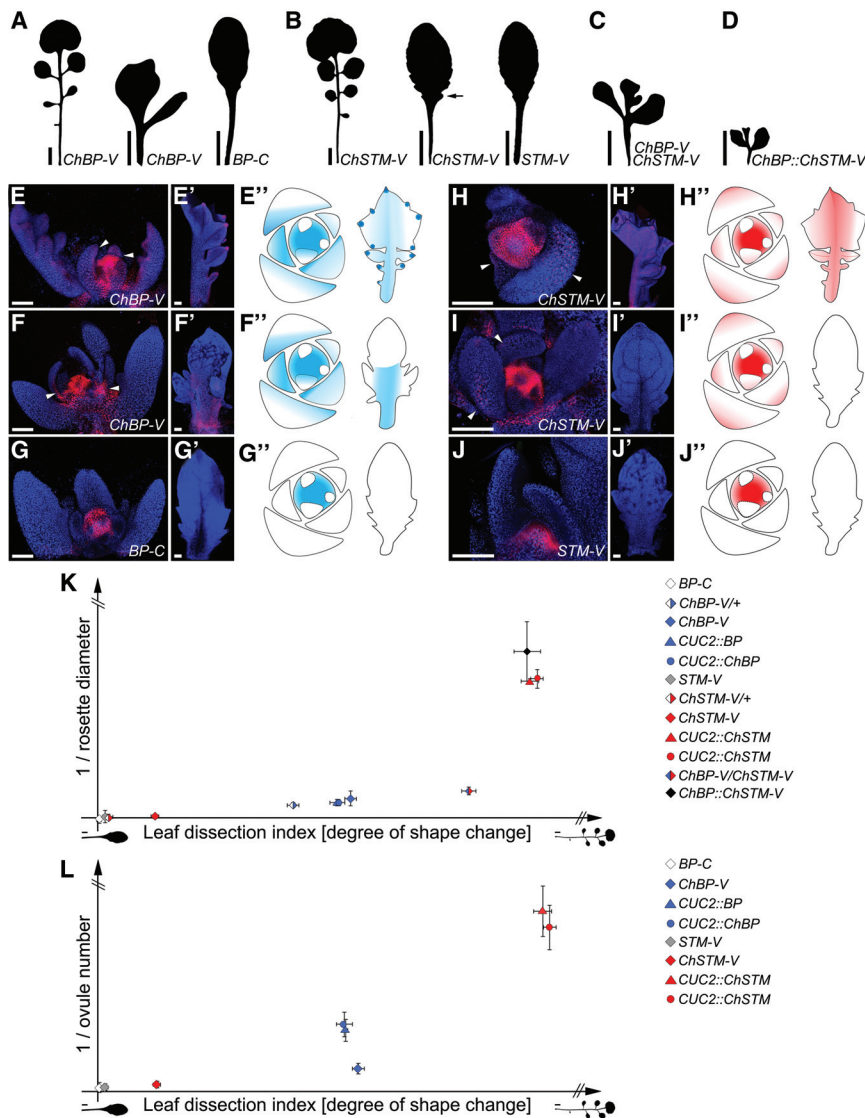 A
B
C
D
ChBP-V
ChBP-V
BP-C
ChSTM-V
ChSTM-V
STM-V
ChBP-V
ChSTM-V
ChBP::ChSTM-V
E
E'
E''
H
H'
H''
ChBP-V
ChSTM-V
F
F'
F''
I
I'
I''
ChBP-V
ChSTM-V
G
G'
G''
J
J'
J''
BP-C
STM-V
K
1 / rosette diameter
Leaf dissection index [degree of shape change]
BP-C
ChBP-V/+
ChBP-V
CUC2::BP
CUC2::ChBP
STM-V
ChSTM-V/+
ChSTM-V
CUC2::ChSTM
CUC2::ChSTM
ChBP-V/ChSTM-V
ChBP::ChSTM-V
L
1 / ovule number
Leaf dissection index [degree of shape change]
BP-C
ChBP-V
CUC2::BP
CUC2::ChBP
STM-V
ChSTM-V
CUC2::ChSTM
CUC2::ChSTM